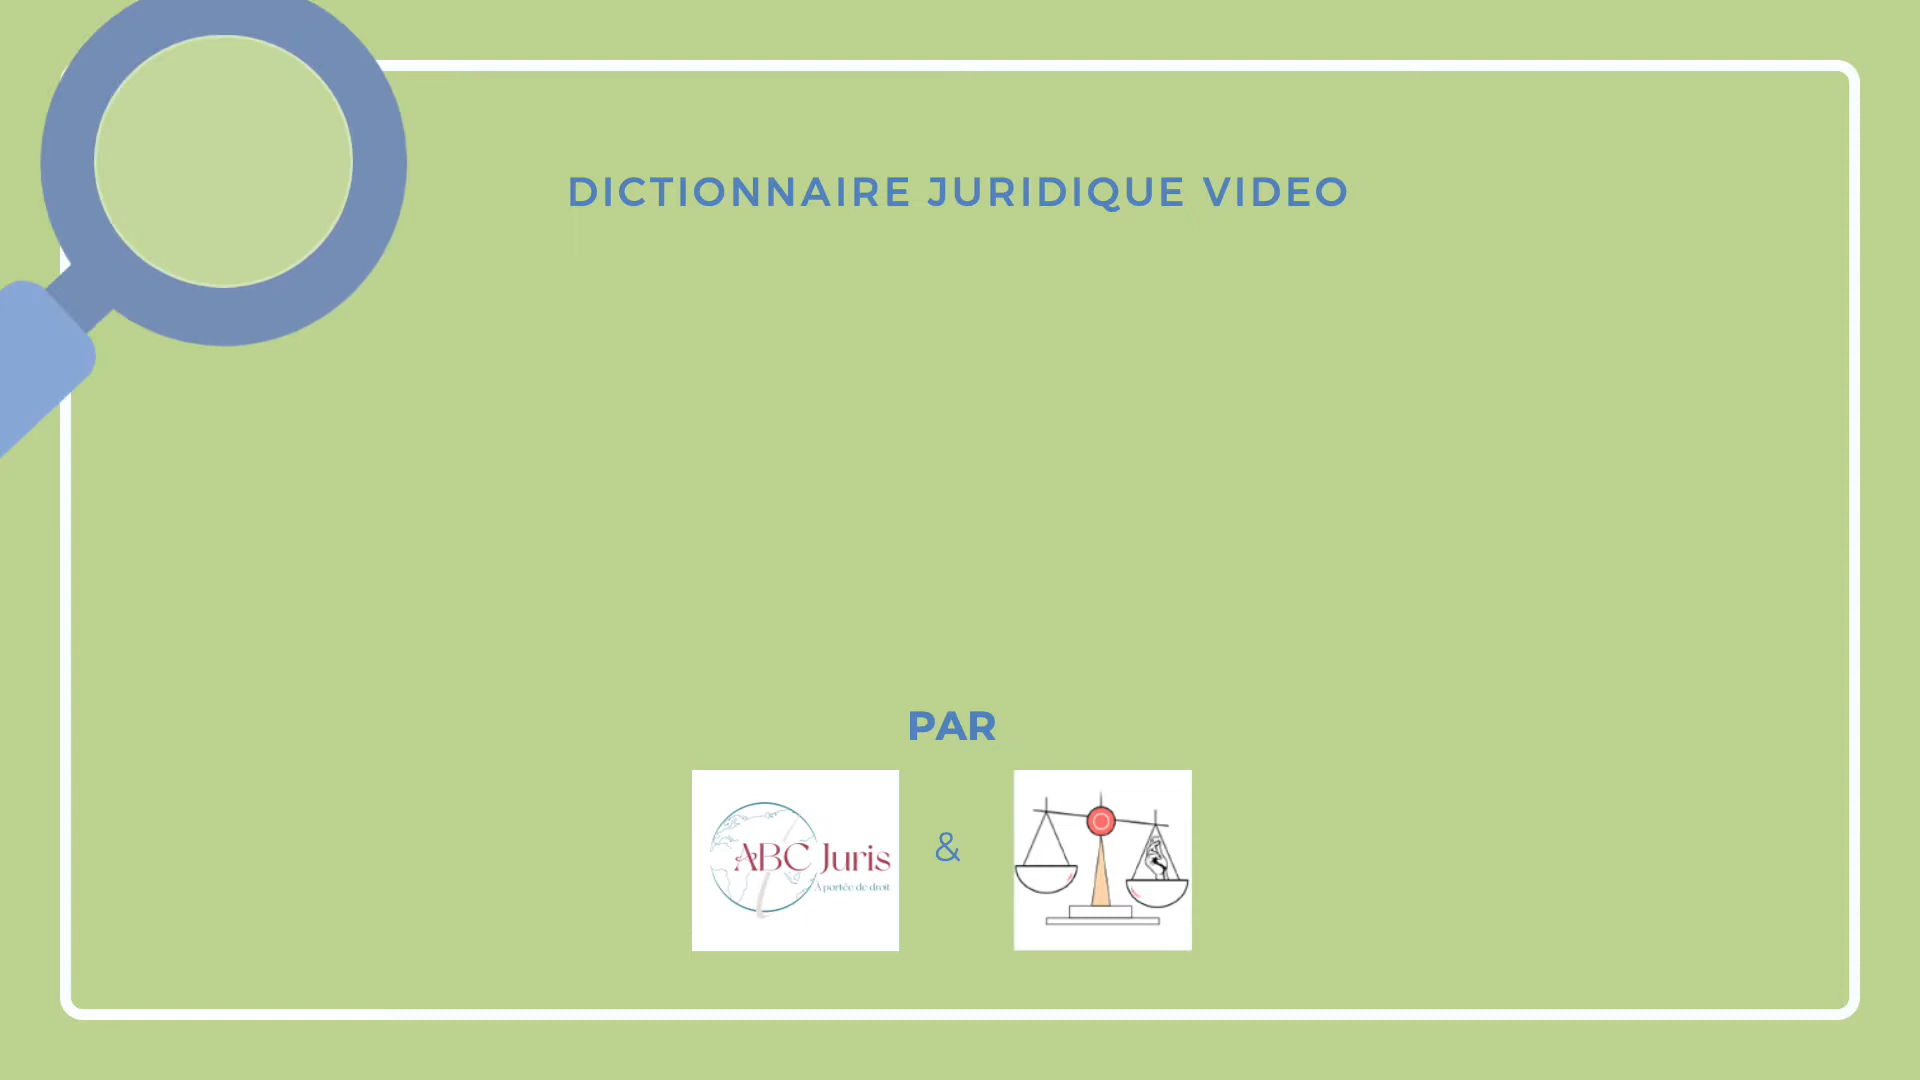 DICTIONNAIRE JURIDIQUE VIDEO
PAR
ABC Juris
À portée de droit
&